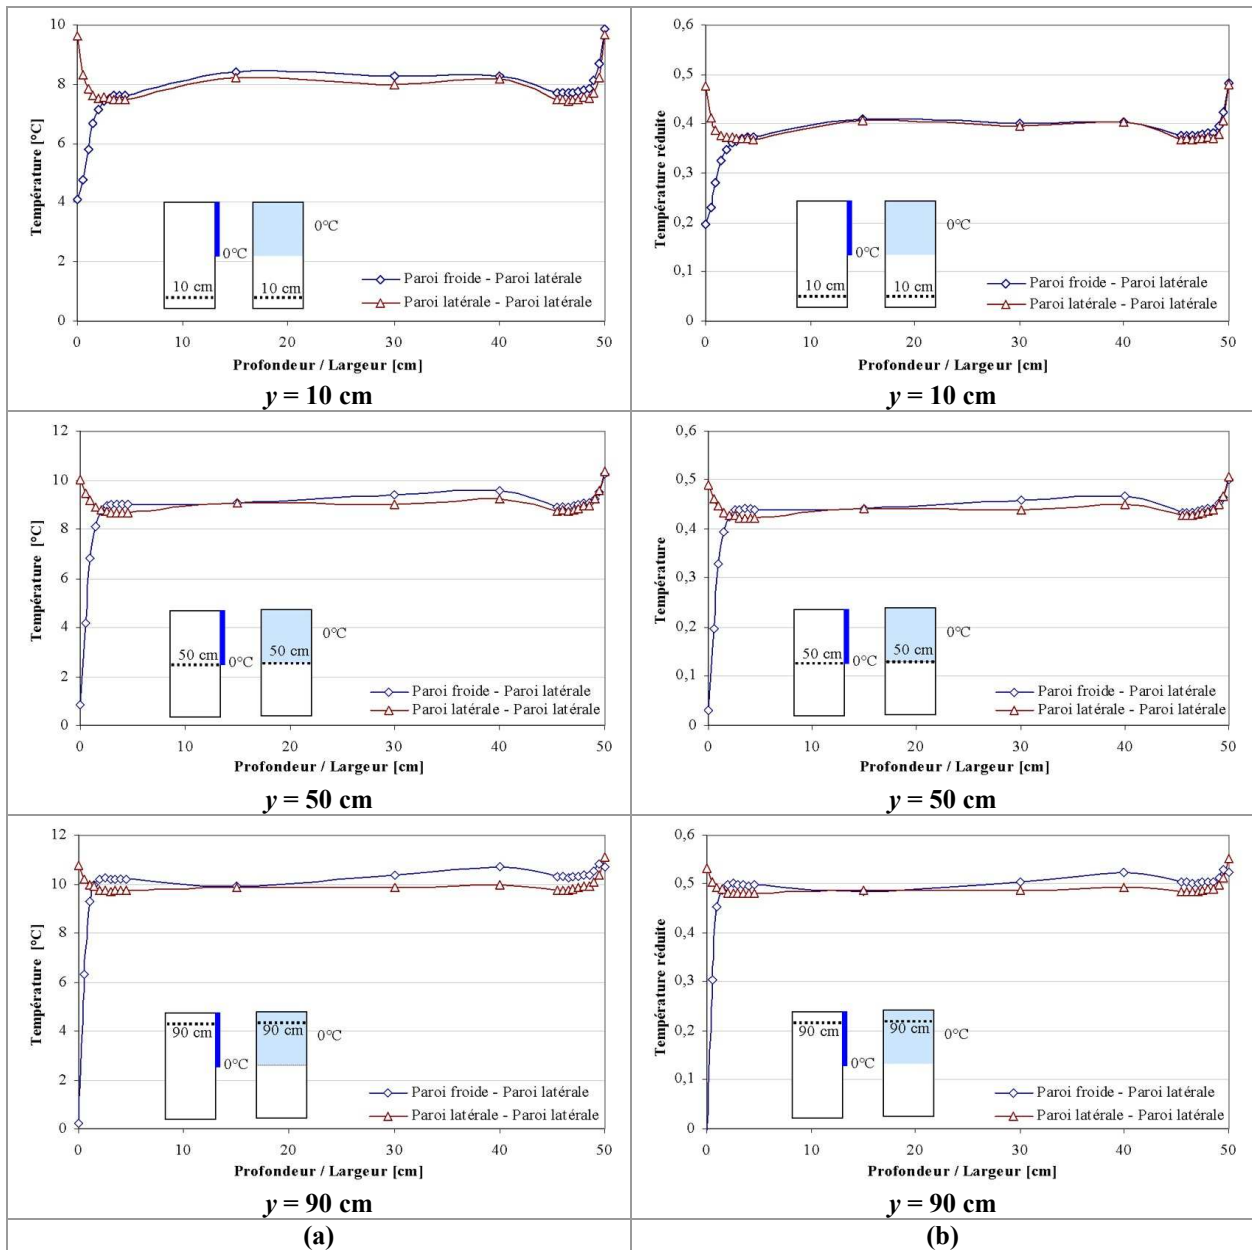 10
8
6
4
2
0
Température [°C]
0°C
0°C
10 cm
10 cm
Paroi froide - Paroi latérale
Paroi latérale - Paroi latérale
0 10 20 30 40 50
Profondeur / Largeur [cm]
y = 10 cm
0,6
0,5
0,4
0,3
0,2
0,1
0
Température réduite
0°C
0°C
10 cm
10 cm
Paroi froide - Paroi latérale
Paroi latérale - Paroi latérale
0 10 20 30 40 50
Profondeur / Largeur [cm]
y = 10 cm
12
10
8
6
4
2
0
Température [°C]
0°C
50 cm
50 cm
0°C
Paroi froide - Paroi latérale
Paroi latérale - Paroi latérale
0 10 20 30 40 50
Profondeur / Largeur [cm]
y = 50 cm
0,6
0,5
0,4
0,3
0,2
0,1
0
Température
0°C
50 cm
50 cm
0°C
Paroi froide - Paroi latérale
Paroi latérale - Paroi latérale
0 10 20 30 40 50
Profondeur / Largeur [cm]
y = 50 cm
12
10
8
6
4
2
0
Température [°C]
90 cm
90 cm
0°C
0°C
Paroi froide - Paroi latérale
Paroi latérale - Paroi latérale
0 10 20 30 40 50
Profondeur / Largeur [cm]
y = 90 cm
0,6
0,5
0,4
0,3
0,2
0,1
0
Température réduite
90 cm
90 cm
0°C
0°C
Paroi froide - Paroi latérale
Paroi latérale - Paroi latérale
0 10 20 30 40 50
Profondeur / Largeur [cm]
y = 90 cm
(a)
(b)